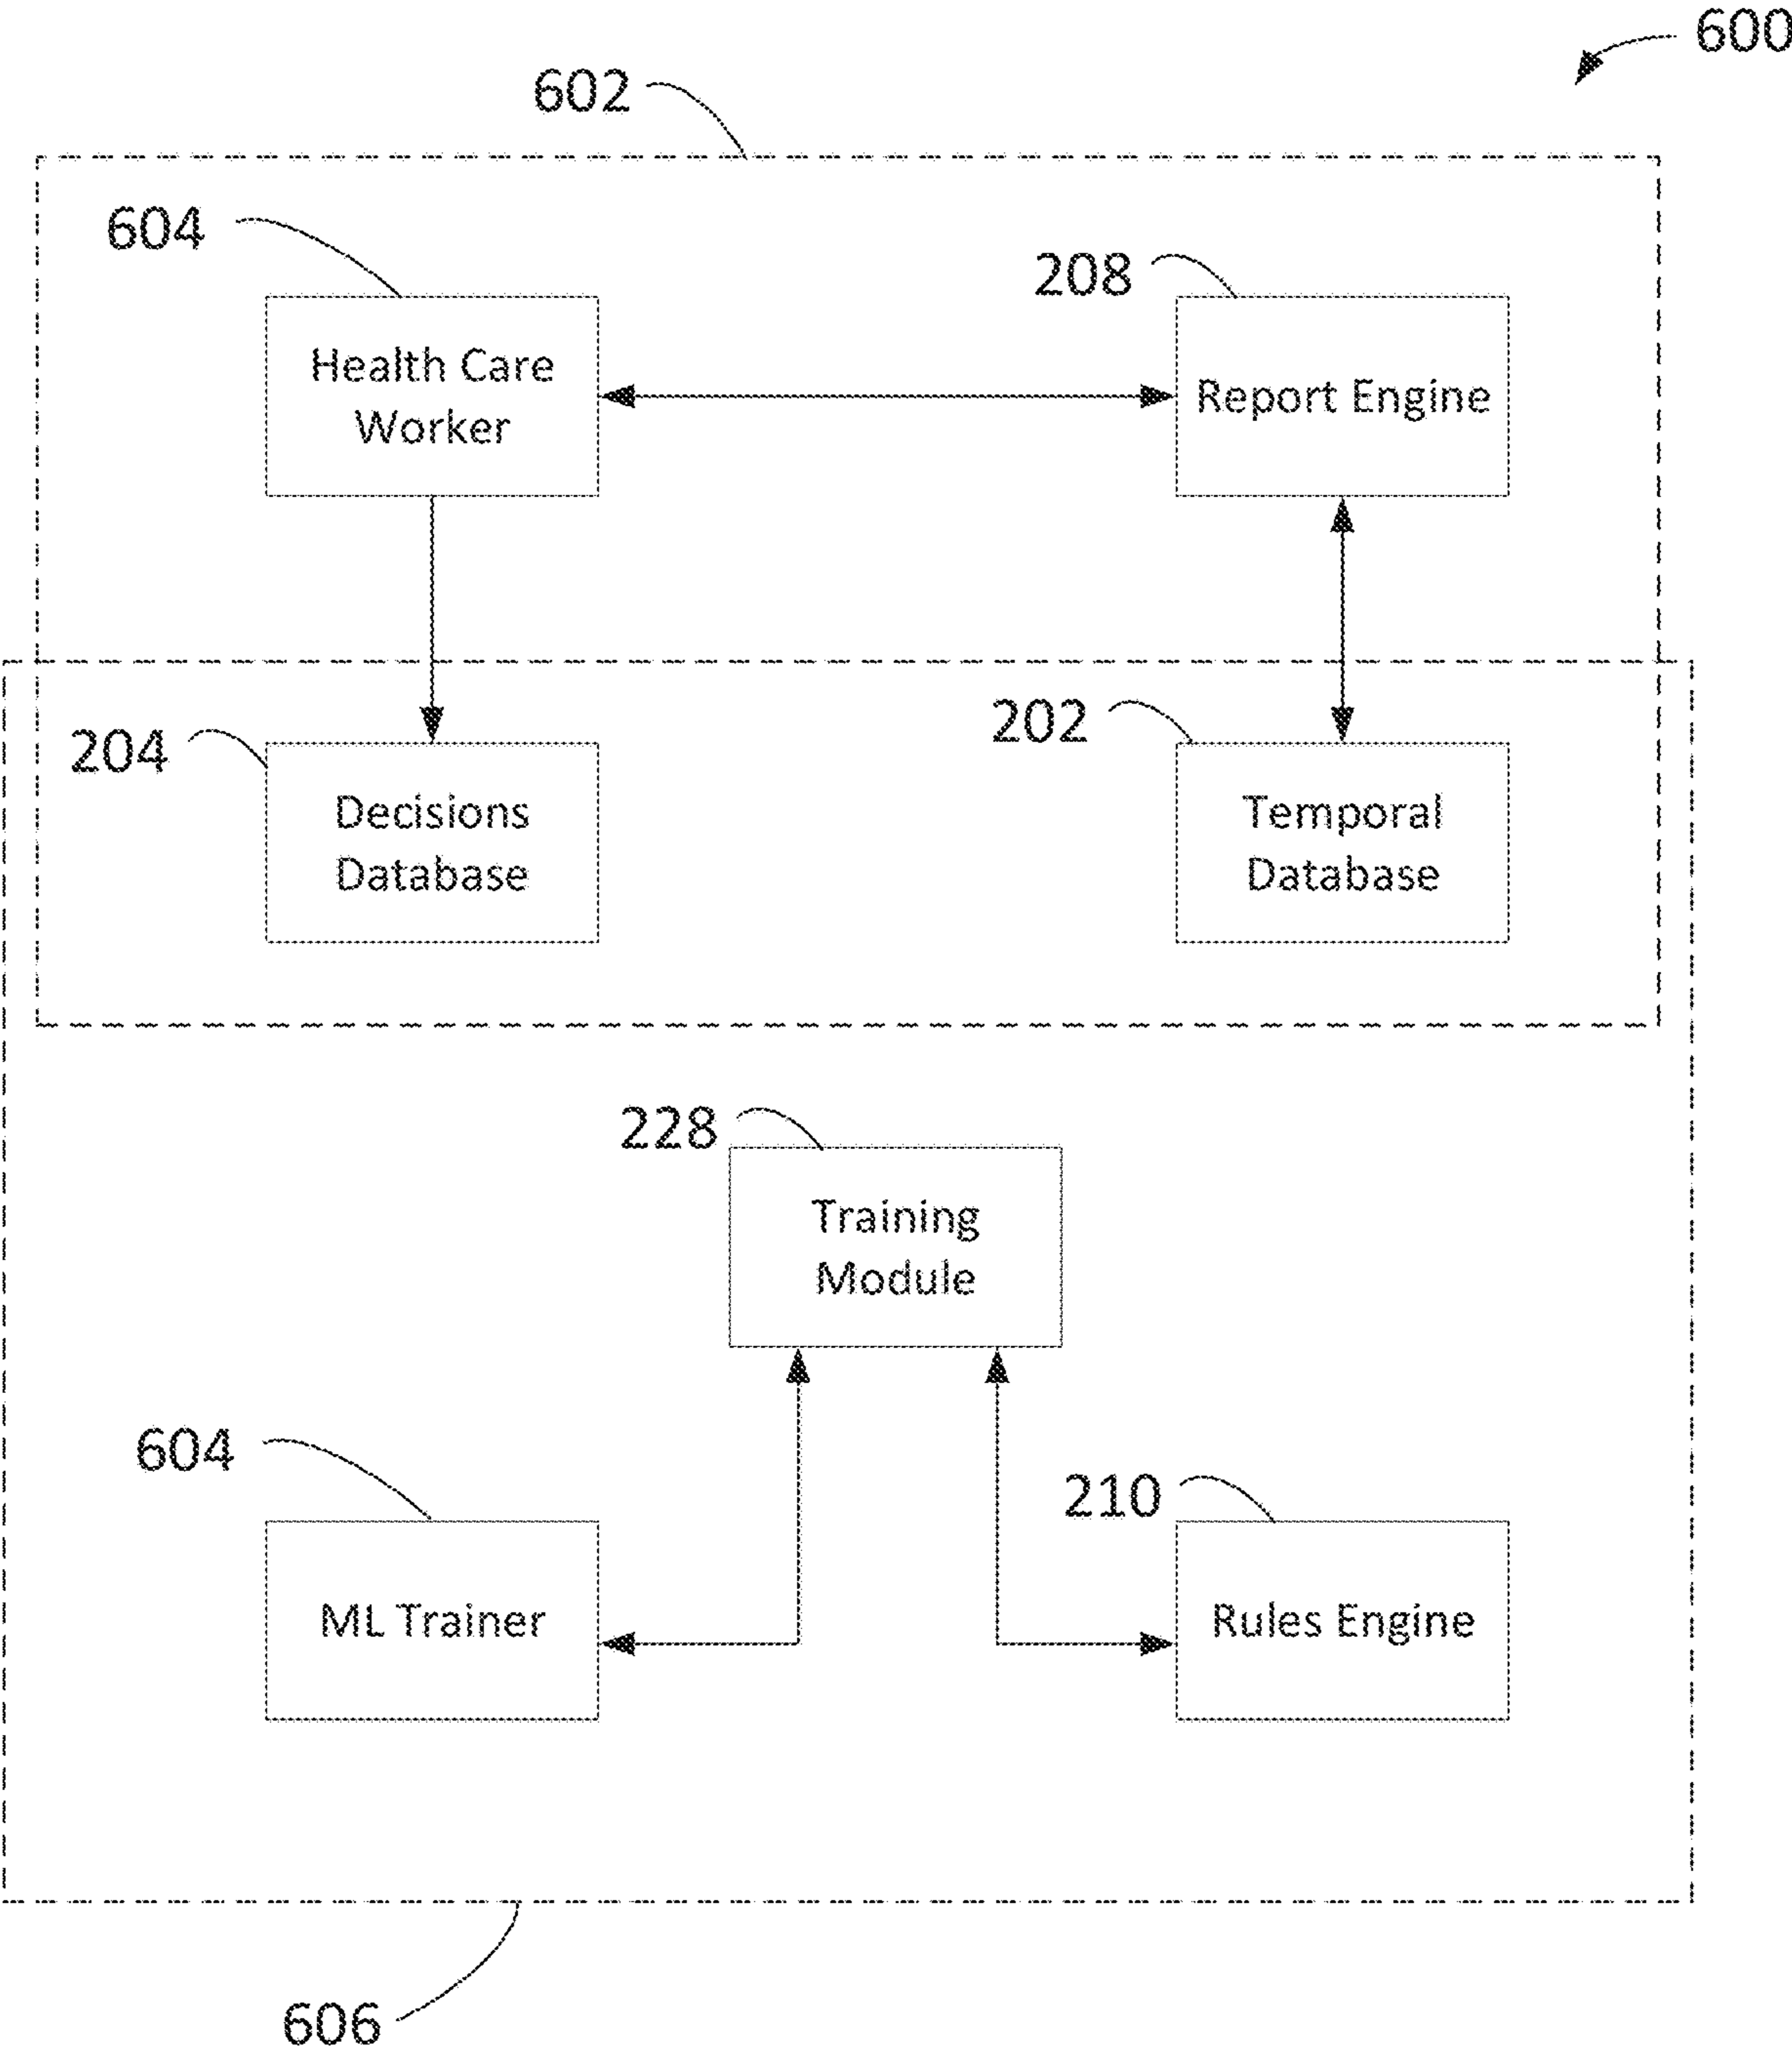 600
602
604
208
Health Care
Worker
Report Engine
204
202
Decisions
Database
Temporal
Database
228
Training
Module
604
210
ML Trainer
Rules Engine
606